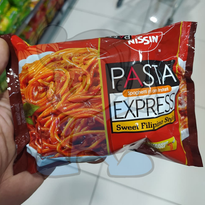 NISSIN
PASTA
EXPRESS
Sweet Filipino Style